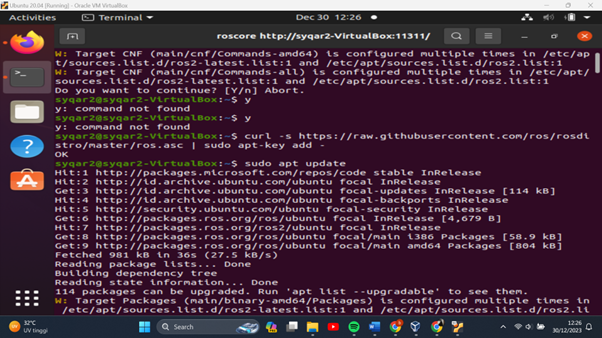 Ubuntu 20.04 [Running] - Oracle VM VirtualBox
Activities
Terminal
Dec 30 12:26
roscore http://syqar2-VirtualBox:11311/
W: Target CNF (main/cnf/Commands-amd64) is configured multiple times in /etc/ap
t/sources.list.d/ros2-latest.list:1 and /etc/apt/sources.list.d/ros2.list:1
W: Target CNF (main/cnf/Commands-all) is configured multiple times in /etc/apt/
sources.list.d/ros2-latest.list:1 and /etc/apt/sources.list.d/ros2.list:1
Do you want to continue? [Y/n] Abort.
syqar2@syqar2-VirtualBox:~$ y
y: command not found
syqar2@syqar2-VirtualBox:~$ y
y: command not found
syqar2@syqar2-VirtualBox:~$ curl -s https://raw.githubusercontent.com/ros/rosdi
stro/master/ros.asc | sudo apt-key add -
OK
syqar2@syqar2-VirtualBox:~$ sudo apt update
Hit:1 http://packages.microsoft.com/repos/code stable InRelease
Hit:2 http://id.archive.ubuntu.com/ubuntu focal InRelease
Get:3 http://id.archive.ubuntu.com/ubuntu focal-updates InRelease [114 kB]
Hit:4 http://id.archive.ubuntu.com/ubuntu focal-backports InRelease
Hit:5 http://security.ubuntu.com/ubuntu focal-security InRelease
Get:6 http://packages.ros.org/ros/ubuntu focal InRelease [4,679 B]
Hit:7 http://packages.ros.org/ros2/ubuntu focal InRelease
Get:8 http://packages.ros.org/ros/ubuntu focal/main i386 Packages [58.9 kB]
Get:9 http://packages.ros.org/ros/ubuntu focal/main amd64 Packages [804 kB]
Fetched 981 kB in 36s (27.5 kB/s)
Reading package lists... Done
Building dependency tree
Reading state information... Done
114 packages can be upgraded. Run 'apt list --upgradable' to see them.
W: Target Packages (main/binary-amd64/Packages) is configured multiple times in
/etc/apt/sources.list.d/ros2-latest.list:1 and /etc/apt/sources.list.d/ros2.li
32°C
UV tinggi
Search
12:26
30/12/2023